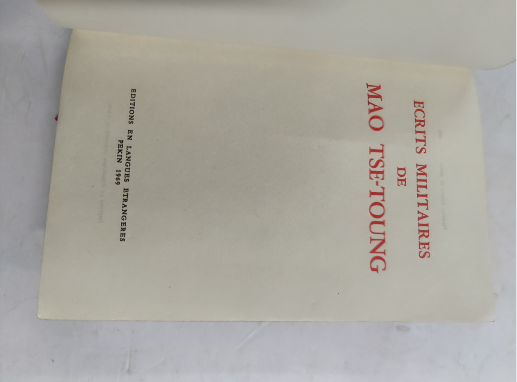 ECRITS MILITAIRES
DE
MAO TSE-TOUNG
EDITIONS EN LANGUES ETRANGERES
PEKIN 1969